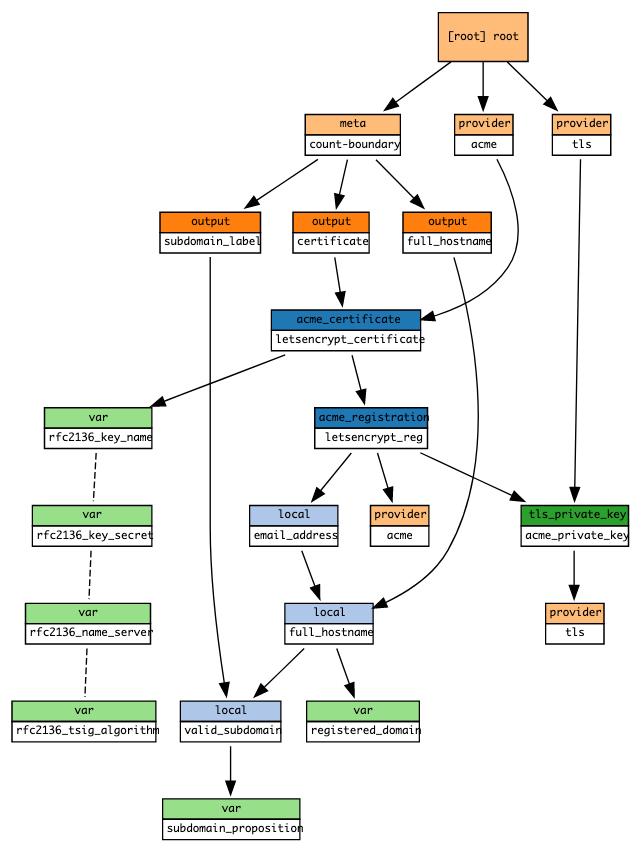 [root] root
meta
count-boundary
provider
acme
provider
tls
output
subdomain_label
output
certificate
output
full_hostname
acme_certificate
letsencrypt_certificate
var
rfc2136_key_name
acme_registration
letsencrypt_reg
var
rfc2136_key_secret
local
email_address
provider
acme
tls_private_key
acme_private_key
var
rfc2136_name_server
local
full_hostname
provider
tls
var
rfc2136_tsig_algorithm
local
valid_subdomain
var
registered_domain
var
subdomain_proposition